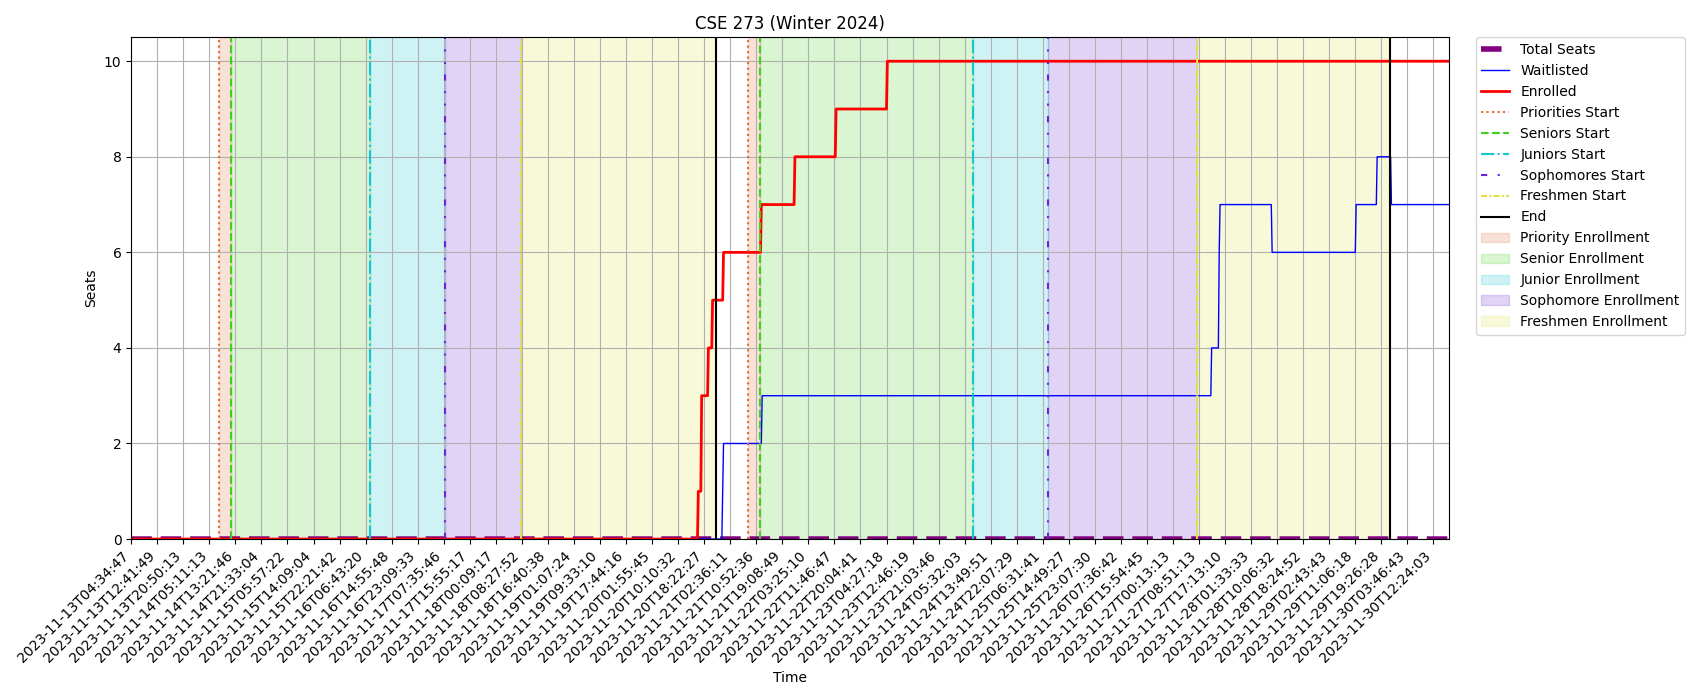 CSE 273 (Winter 2024)
Seats
10
8
6
4
2
0
2023-11-13T04:34:47
2023-11-13T12:41:49
2023-11-13T20:50:13
2023-11-14T05:11:13
2023-11-14T13:21:46
2023-11-14T21:33:04
2023-11-15T05:57:22
2023-11-15T14:09:04
2023-11-15T22:21:42
2023-11-16T06:43:20
2023-11-16T14:55:48
2023-11-16T23:09:33
2023-11-17T07:35:46
2023-11-17T15:55:17
2023-11-18T00:09:17
2023-11-18T08:27:52
2023-11-18T16:40:38
2023-11-19T01:07:24
2023-11-19T09:33:10
2023-11-19T17:44:16
2023-11-20T01:55:45
2023-11-20T10:10:32
2023-11-20T18:22:27
2023-11-21T02:36:11
2023-11-21T10:52:36
2023-11-21T19:08:49
2023-11-22T03:25:10
2023-11-22T11:46:47
2023-11-22T20:04:41
2023-11-23T04:27:18
2023-11-23T12:46:19
2023-11-23T21:03:46
2023-11-24T05:32:03
2023-11-24T13:49:51
2023-11-24T22:07:29
2023-11-25T06:31:41
2023-11-25T14:49:27
2023-11-25T23:07:30
2023-11-26T07:36:42
2023-11-26T15:54:45
2023-11-27T00:13:13
2023-11-27T08:51:13
2023-11-27T17:13:10
2023-11-28T01:33:33
2023-11-28T10:06:32
2023-11-28T18:24:52
2023-11-29T02:43:43
2023-11-29T11:06:18
2023-11-29T19:26:28
2023-11-30T03:46:43
2023-11-30T12:24:03
Time
Total Seats
Waitlisted
Enrolled
Priorities Start
Seniors Start
Juniors Start
Sophomores Start
Freshmen Start
End
Priority Enrollment
Senior Enrollment
Junior Enrollment
Sophomore Enrollment
Freshmen Enrollment